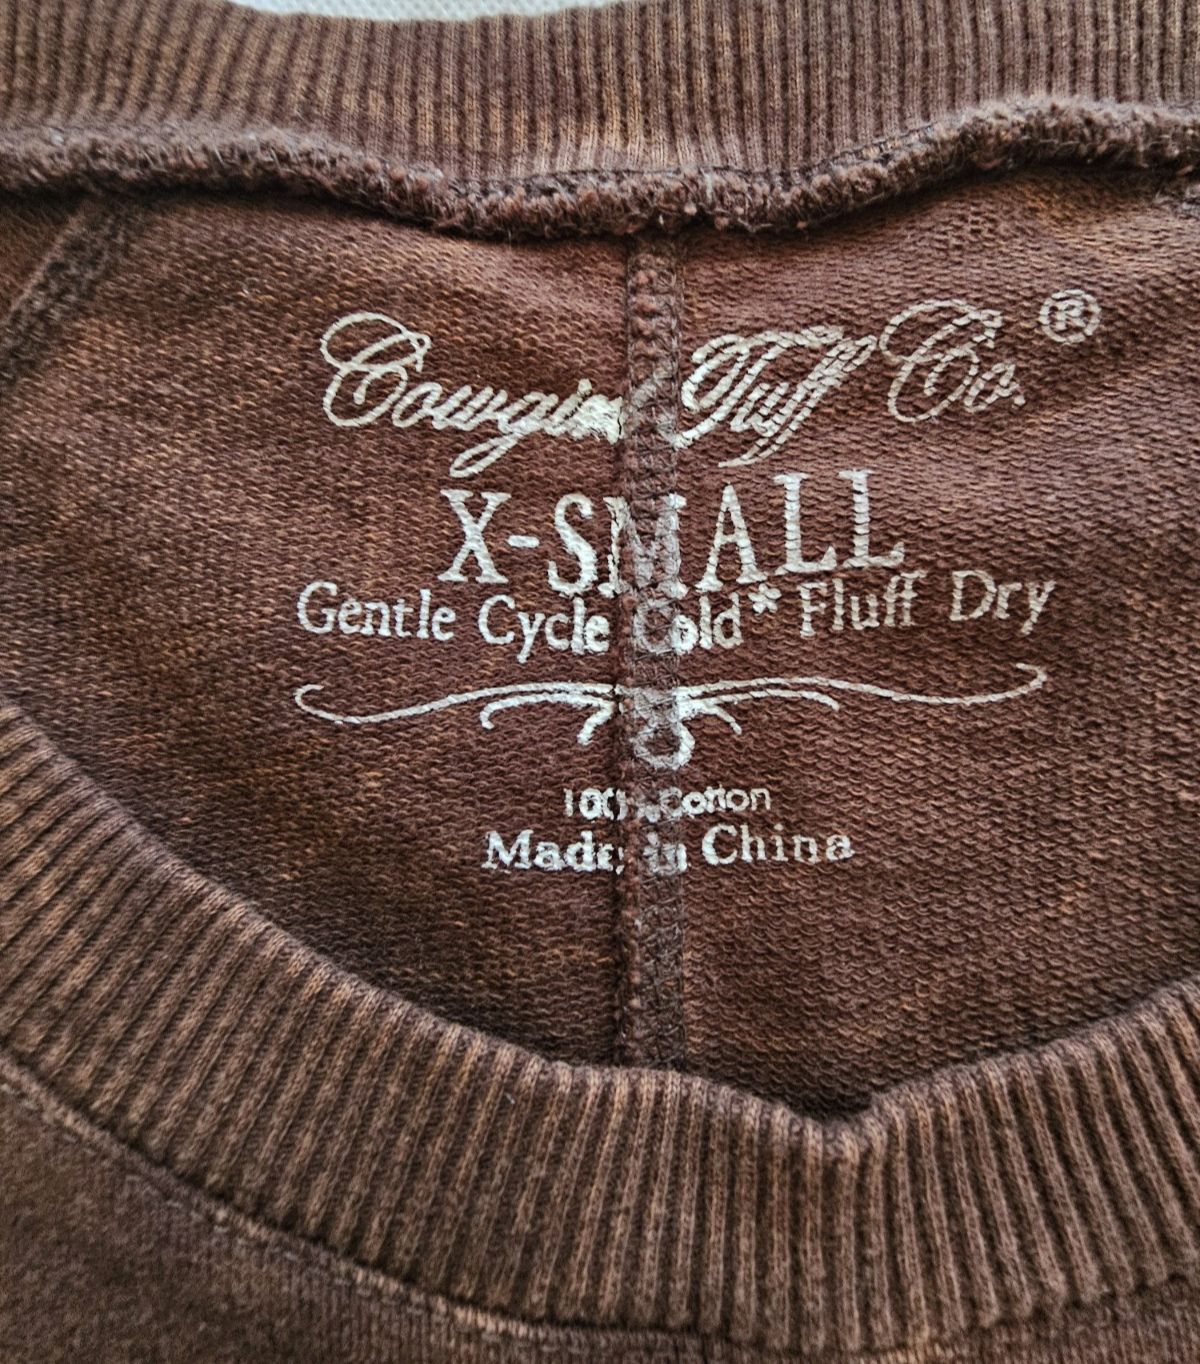 Cowgirl Tuff Co.®
X-SMALL
Gentle Cycle Cold* Fluff Dry
100% Cotton
Made in China